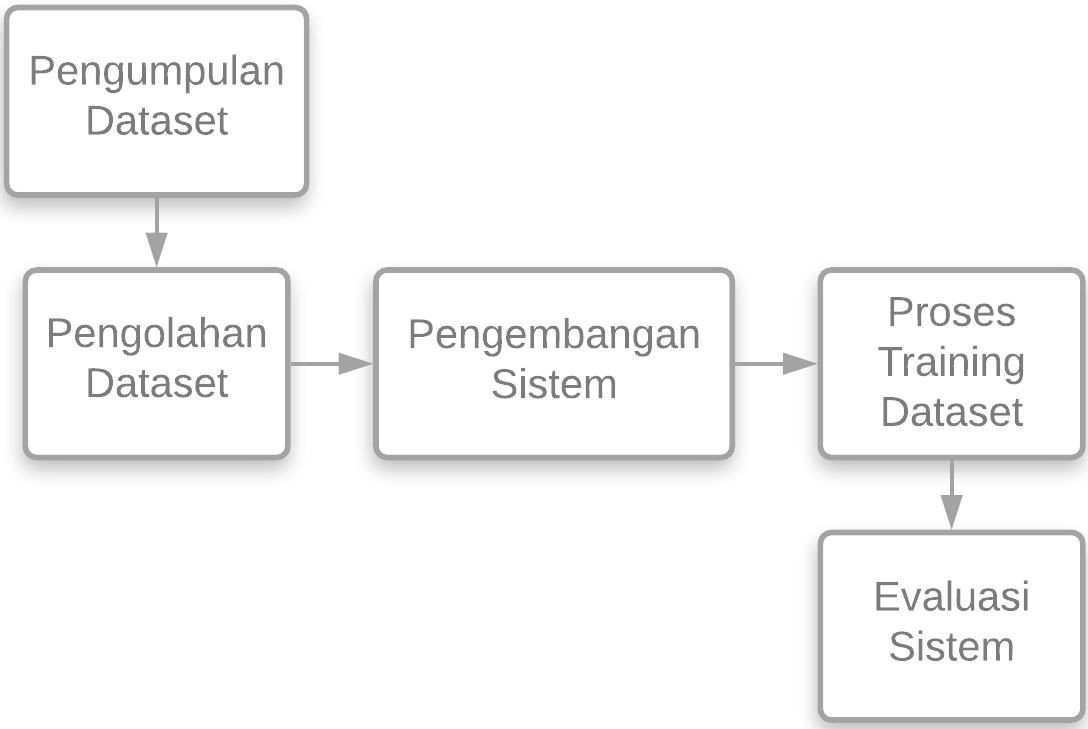 Pengumpulan
Dataset
Pengolahan
Dataset
Pengembangan
Sistem
Proses
Training
Dataset
Evaluasi
Sistem